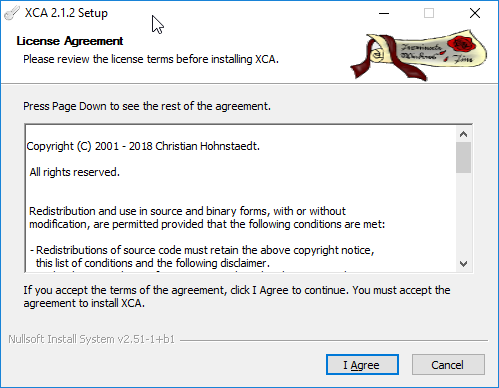 XCA 2.1.2 Setup
License Agreement
Please review the license terms before installing XCA.
Press Page Down to see the rest of the agreement.
Copyright (C) 2001 - 2018 Christian Hohnstaedt.
All rights reserved.
Redistribution and use in source and binary forms, with or without
modification, are permitted provided that the following conditions are met:
- Redistributions of source code must retain the above copyright notice,
this list of conditions and the following disclaimer.
If you accept the terms of the agreement, click I Agree to continue. You must accept the
agreement to install XCA.
Nullsoft Install System v2.51-1+b1
I Agree
Cancel